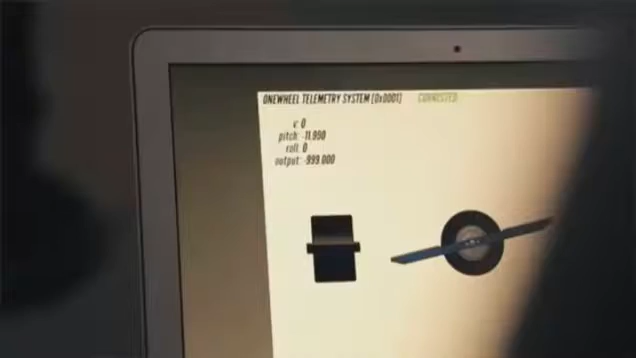 ONEWHEEL TELEMETRY SYSTEM (0x0001) CONNECTED
v: 0
pitch: -11.990
roll: 0
output: -999.000